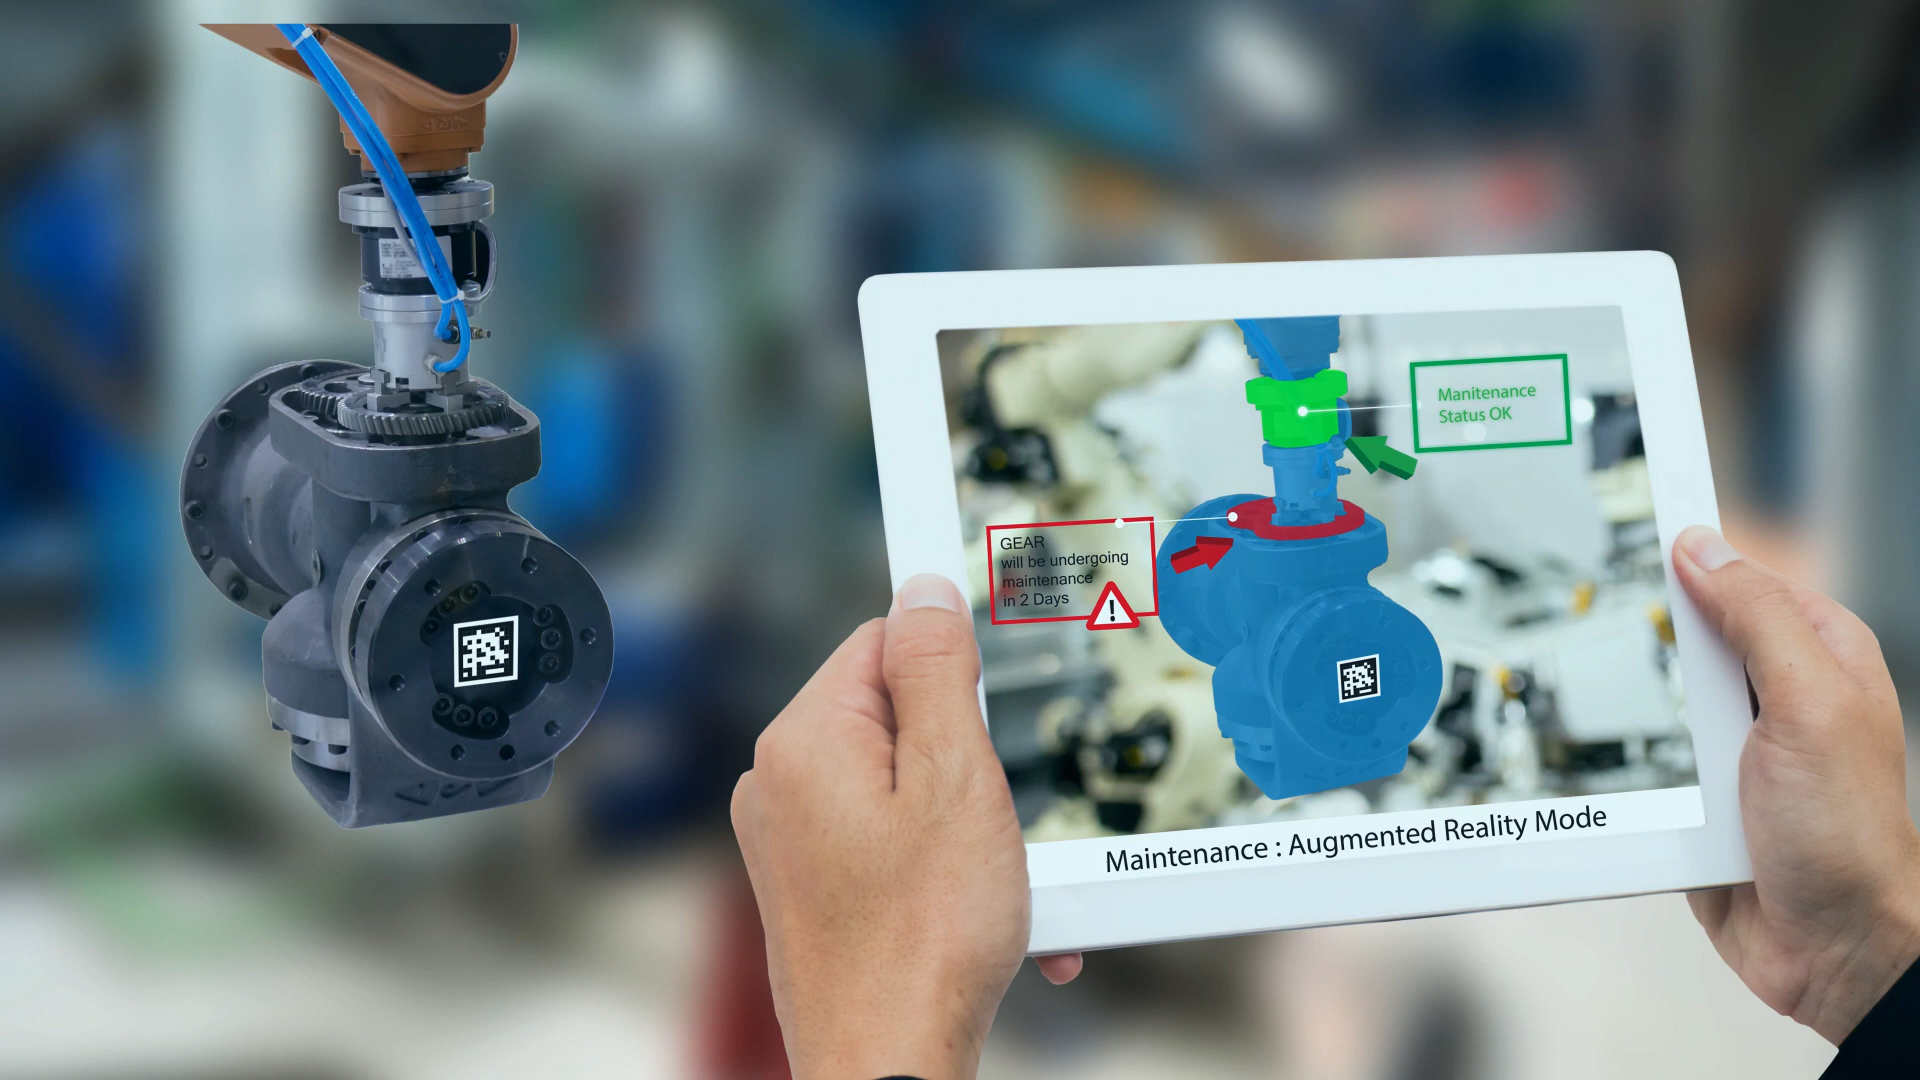 Manitenance
Status OK
GEAR
will be undergoing
maintenance
in 2 Days
!
Maintenance : Augmented Reality Mode